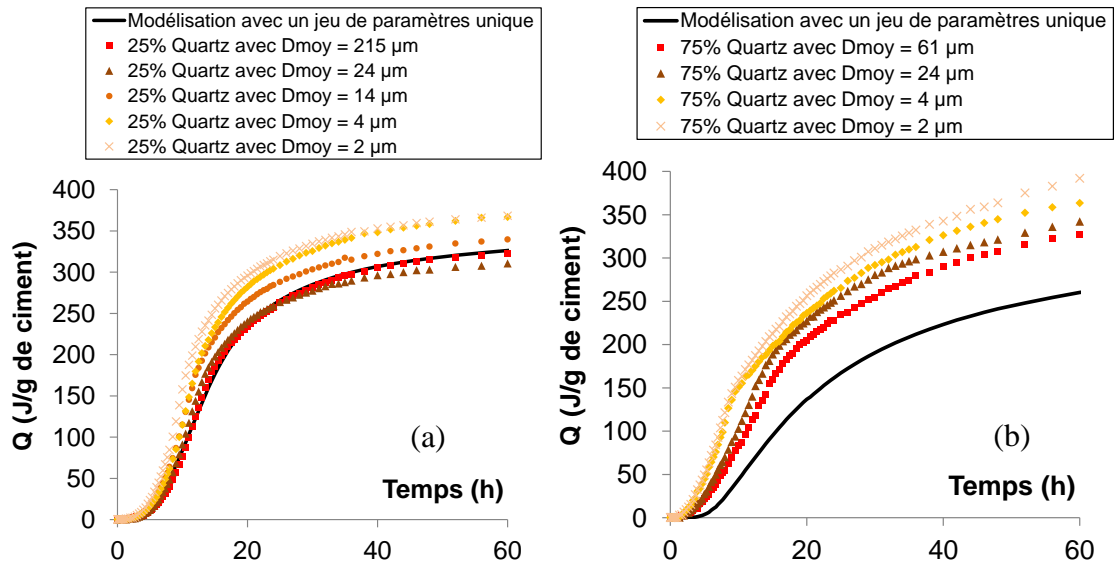 Modélisation avec un jeu de paramètres unique
25% Quartz avec Dmoy = 215 µm
25% Quartz avec Dmoy = 24 µm
25% Quartz avec Dmoy = 14 µm
25% Quartz avec Dmoy = 4 µm
25% Quartz avec Dmoy = 2 µm
400
350
300
250
200
150
100
50
0
Q (J/g de ciment)
(a)
Temps (h)
0
20
40
60
Modélisation avec un jeu de paramètres unique
75% Quartz avec Dmoy = 61 µm
75% Quartz avec Dmoy = 24 µm
75% Quartz avec Dmoy = 4 µm
75% Quartz avec Dmoy = 2 µm
400
350
300
250
200
150
100
50
0
Q (J/g de ciment)
(b)
Temps (h)
0
20
40
60